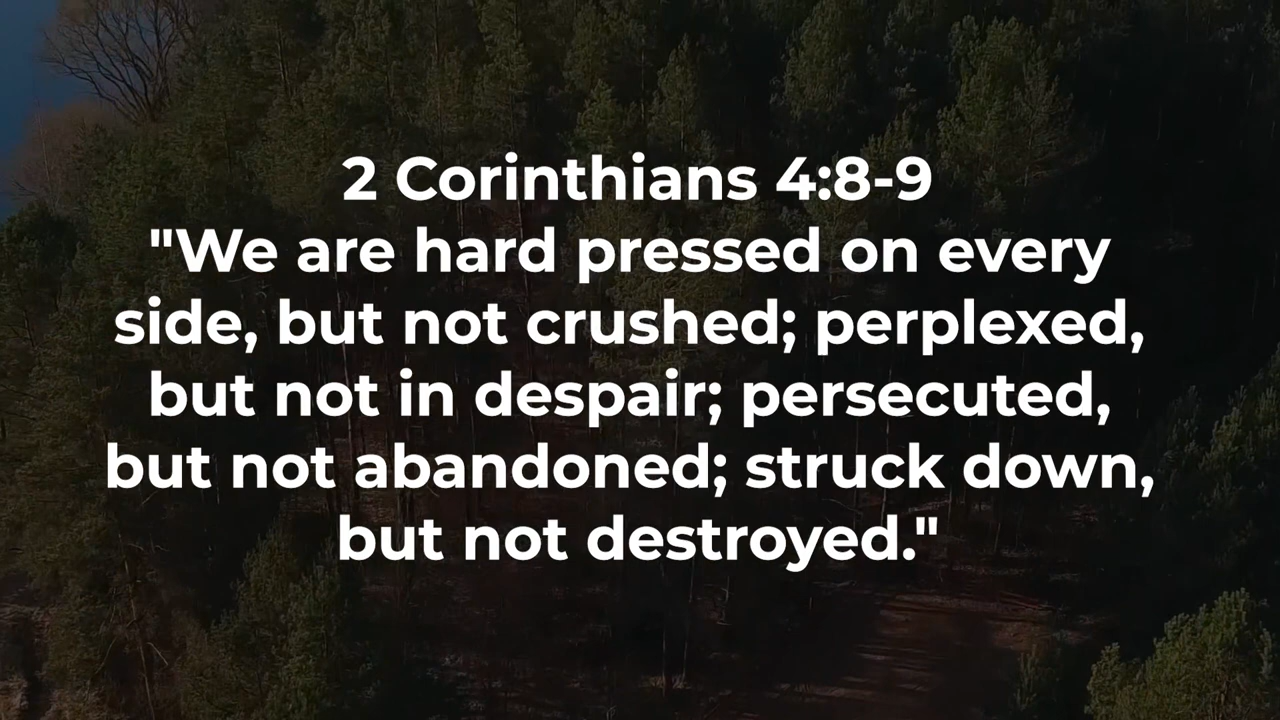 2 Corinthians 4:8-9
"We are hard pressed on every
side, but not crushed; perplexed,
but not in despair; persecuted,
but not abandoned; struck down,
but not destroyed."